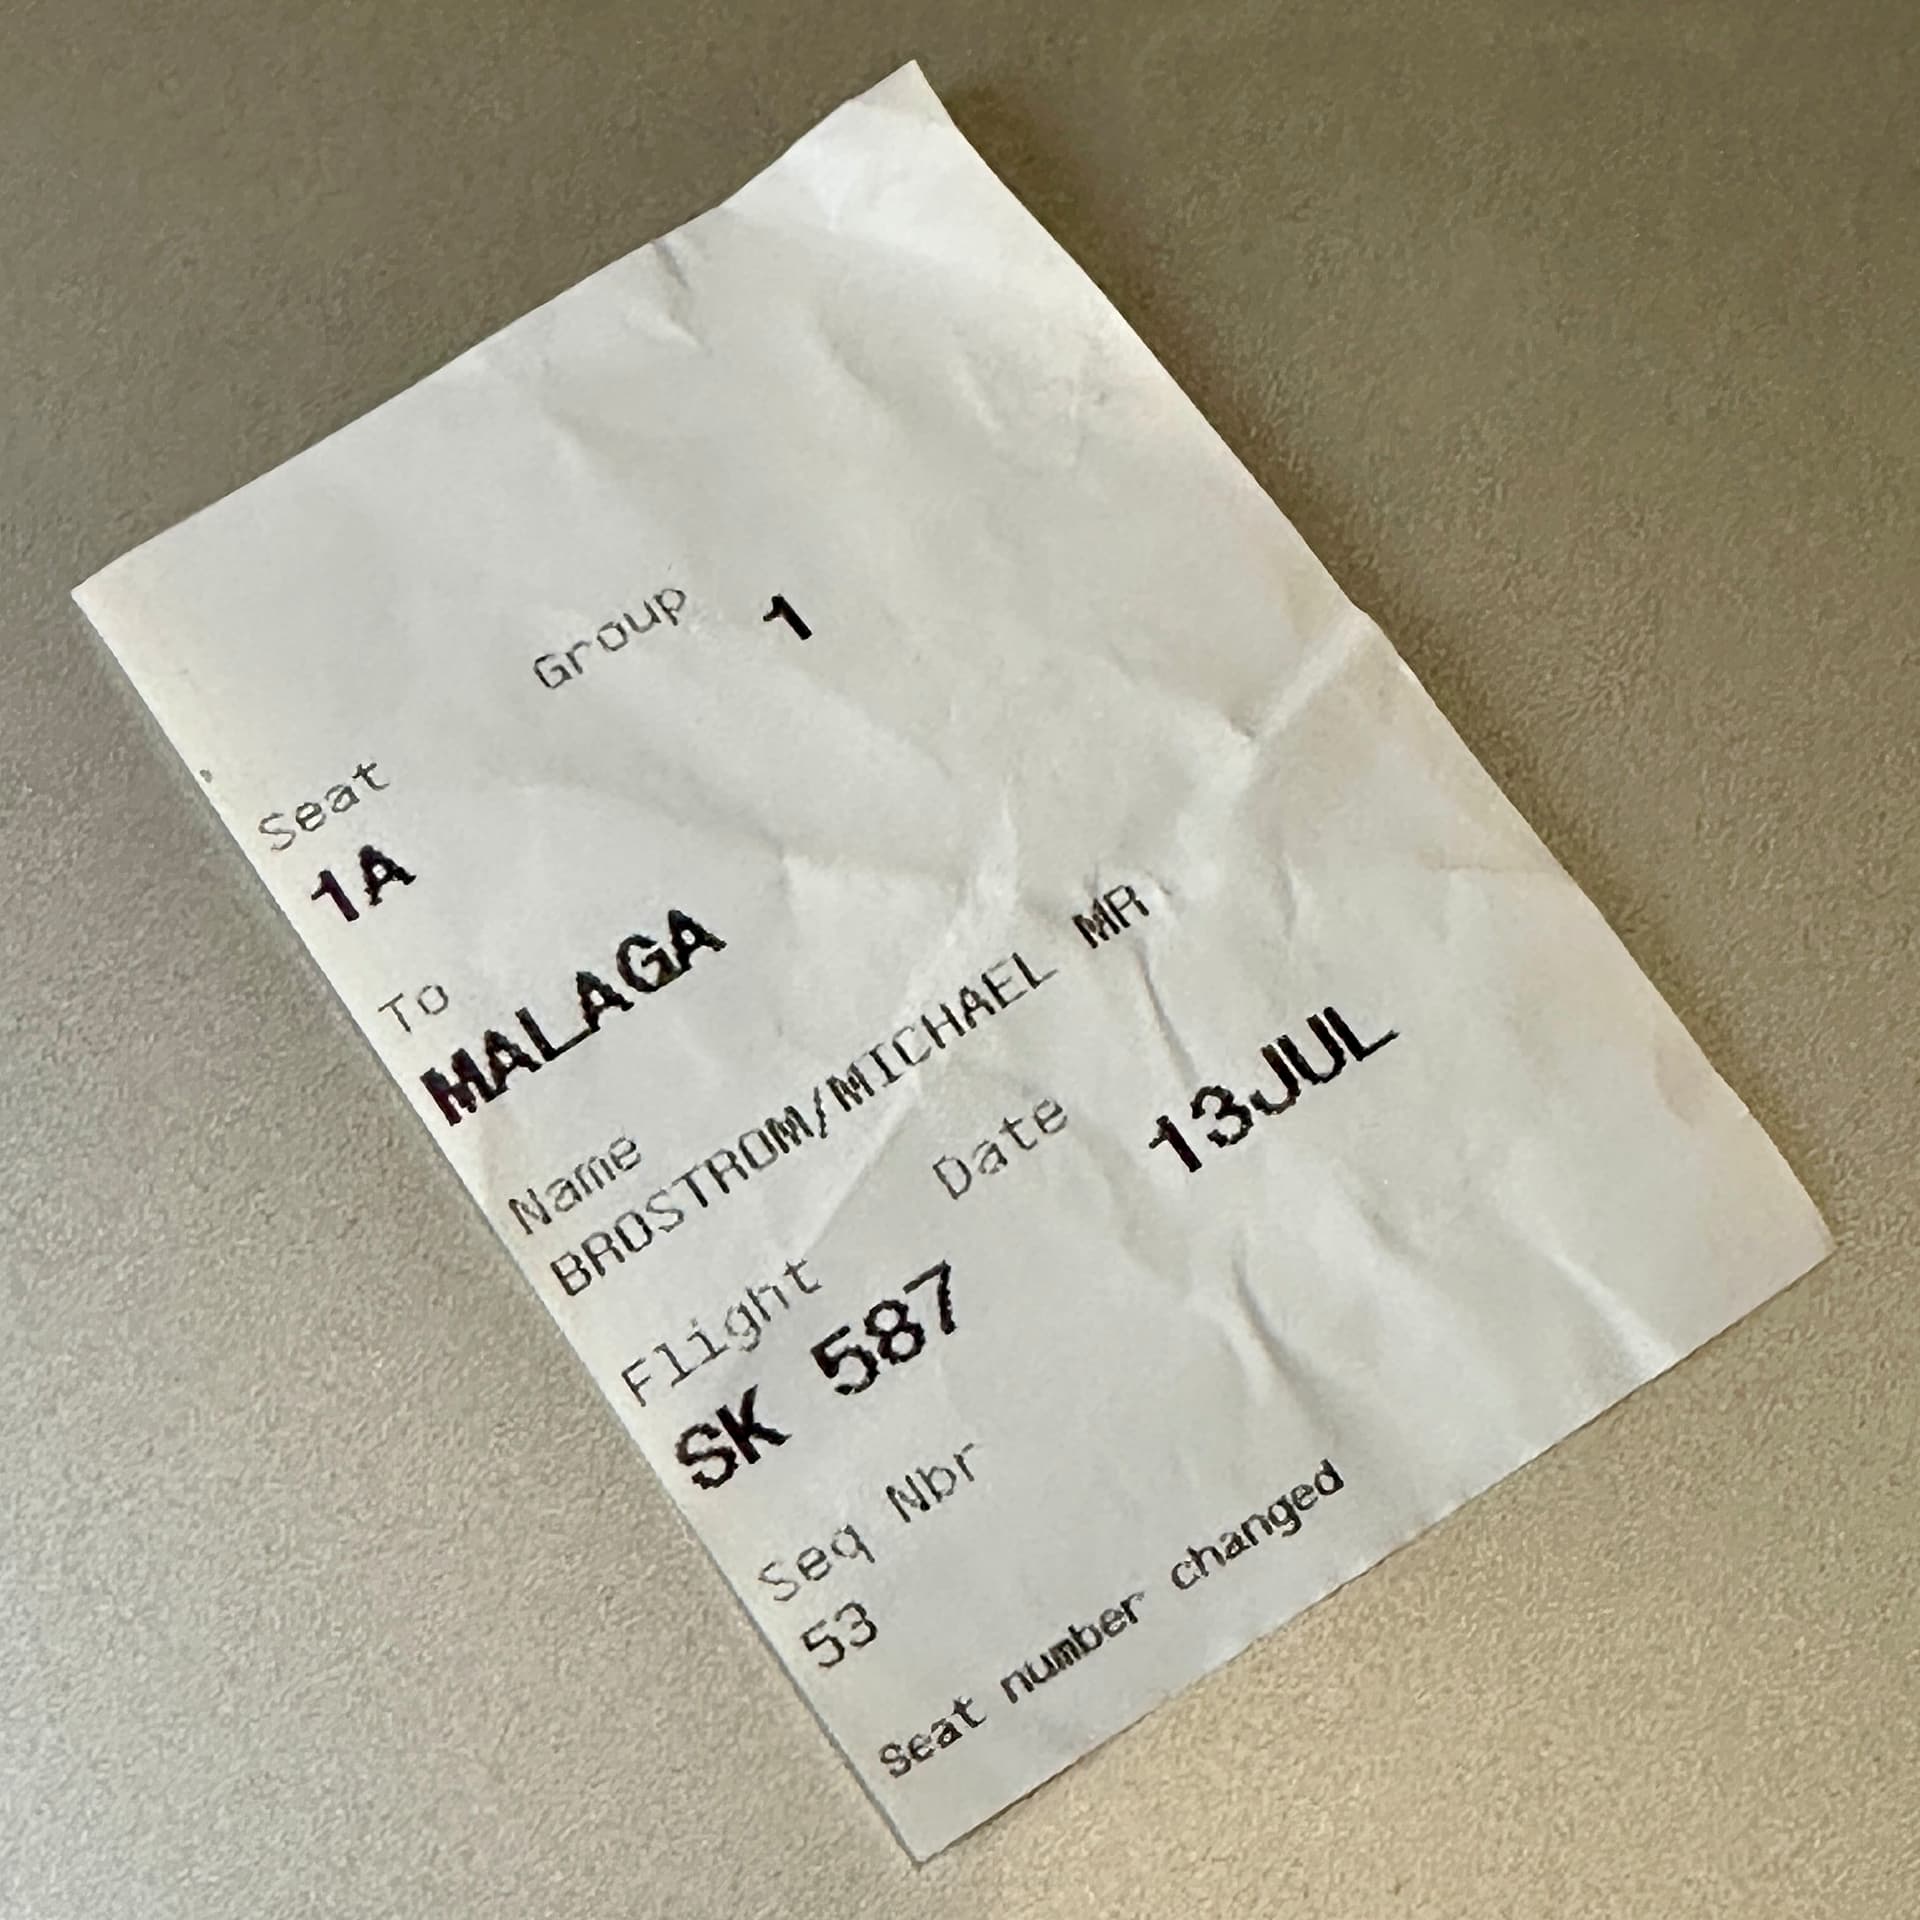 Group 1
Seat
1A
To
MALAGA
Name
BROSTROM/MICHAEL MR
Flight Date
SK 587 13JUL
Seq Nbr
53
Seat number changed